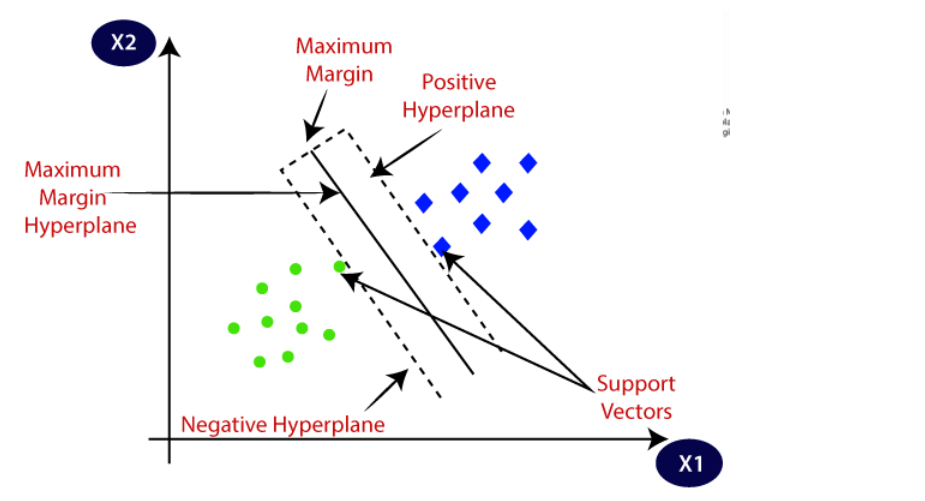 X2
Maximum
Margin
Positive
Hyperplane
Maximum
Margin
Hyperplane
Support
Vectors
Negative Hyperplane
X1